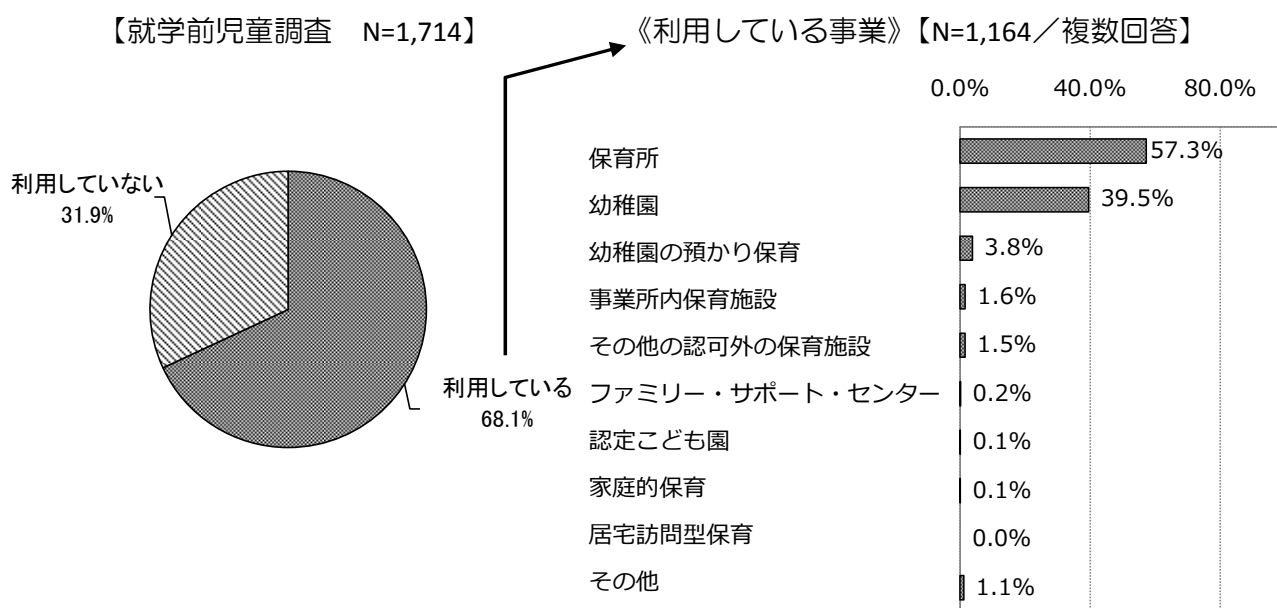 【就学前児童調査　N=1,714】
《利用している事業》【N=1,164／複数回答】
利用していない
31.9%
利用している
68.1%
0.0% 40.0% 80.0%
保育所 57.3%
幼稚園 39.5%
幼稚園の預かり保育 3.8%
事業所内保育施設 1.6%
その他の認可外の保育施設 1.5%
ファミリー・サポート・センター 0.2%
認定こども園 0.1%
家庭的保育 0.1%
居宅訪問型保育 0.0%
その他 1.1%